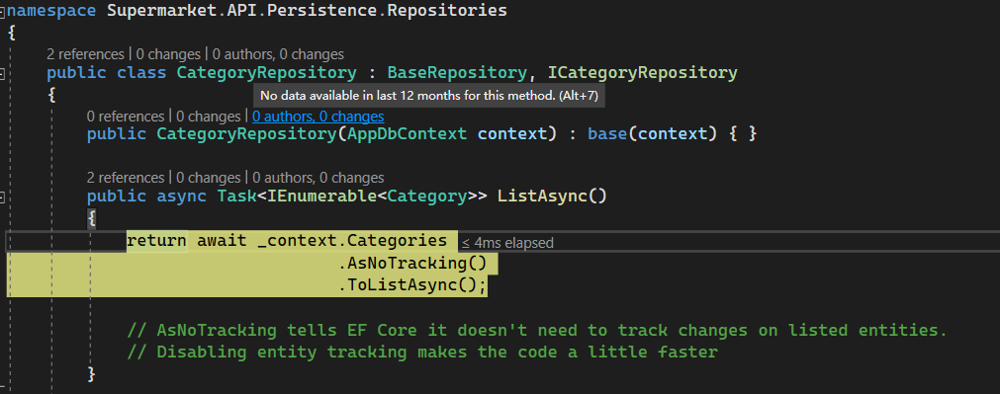 namespace Supermarket.API.Persistence.Repositories
{
2 references | 0 changes | 0 authors, 0 changes
public class CategoryRepository : BaseRepository, ICategoryRepository
{
No data available in last 12 months for this method. (Alt+7)
0 references | 0 changes | 0 authors, 0 changes
public CategoryRepository(AppDbContext context) : base(context) { }
2 references | 0 changes | 0 authors, 0 changes
public async Task<IEnumerable<Category>> ListAsync()
{
return await _context.Categories ≤ 4ms elapsed
.AsNoTracking()
.ToListAsync();
// AsNoTracking tells EF Core it doesn't need to track changes on listed entities.
// Disabling entity tracking makes the code a little faster
}